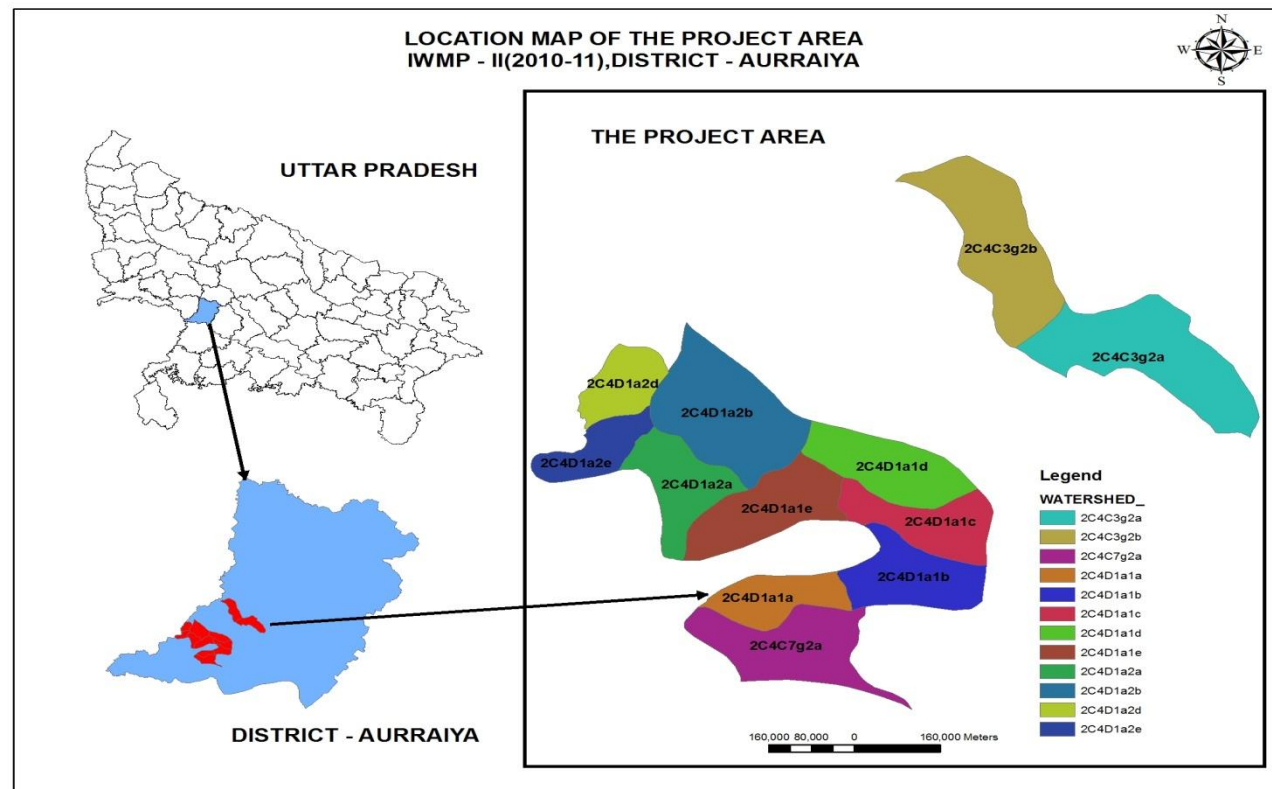 LOCATION MAP OF THE PROJECT AREA
IWMP - II(2010-11),DISTRICT - AURRAIYA
N
W
E
S
UTTAR PRADESH
DISTRICT - AURRAIYA
THE PROJECT AREA
2C4C3g2b
2C4C3g2a
2C4D1a2d
2C4D1a2b
2C4D1a2e
2C4D1a2a
2C4D1a1d
2C4D1a1e
2C4D1a1c
2C4D1a1b
2C4D1a1a
2C4C7g2a
Legend
WATERSHED_
2C4C3g2a
2C4C3g2b
2C4C7g2a
2C4D1a1a
2C4D1a1b
2C4D1a1c
2C4D1a1d
2C4D1a1e
2C4D1a2a
2C4D1a2b
2C4D1a2d
2C4D1a2e
160,000 80,000 0 160,000 Meters